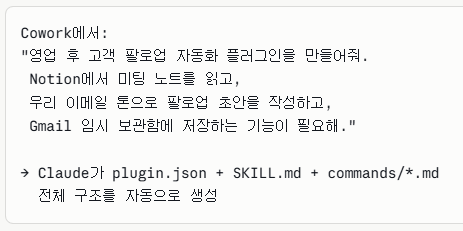 Cowork에서:
"영업 후 고객 팔로업 자동화 플러그인을 만들어줘.
Notion에서 미팅 노트를 읽고,
우리 이메일 톤으로 팔로업 초안을 작성하고,
Gmail 임시 보관함에 저장하는 기능이 필요해."
→ Claude가 plugin.json + SKILL.md + commands/*.md
전체 구조를 자동으로 생성